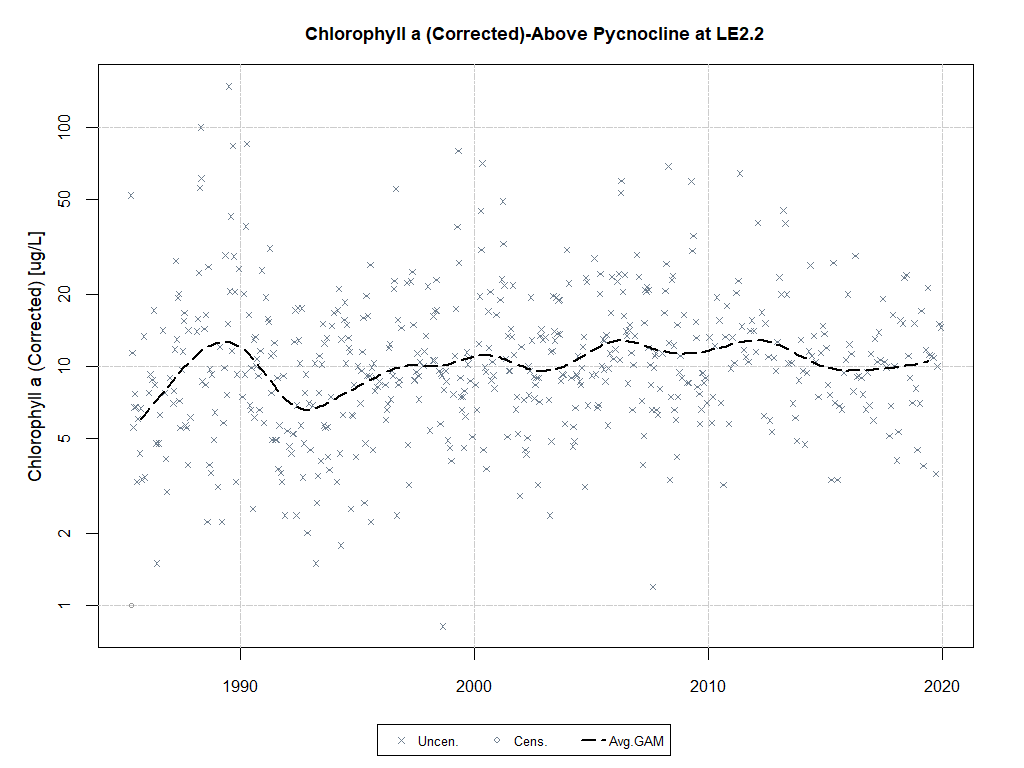 Chlorophyll a (Corrected)-Above Pycnocline at LE2.2
Chlorophyll a (Corrected) [ug/L]
100
50
20
10
5
2
1
1990 2000 2010 2020
Uncen. Cens. Avg.GAM